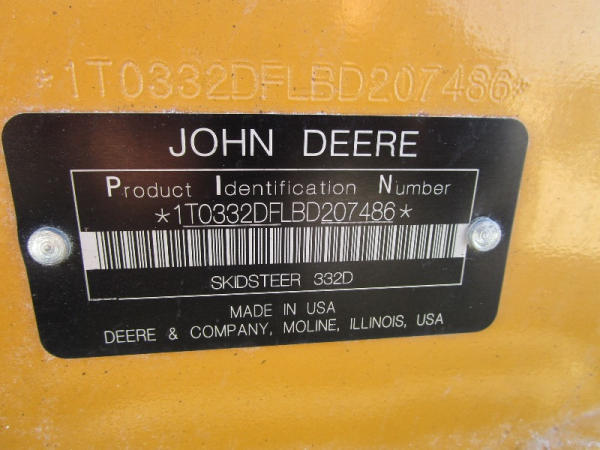 *1T0332DFLBD207486*
JOHN DEERE
Product Identification Number
*1T0332DFLBD207486*
SKIDSTEER 332D
MADE IN USA
DEERE & COMPANY, MOLINE, ILLINOIS, USA